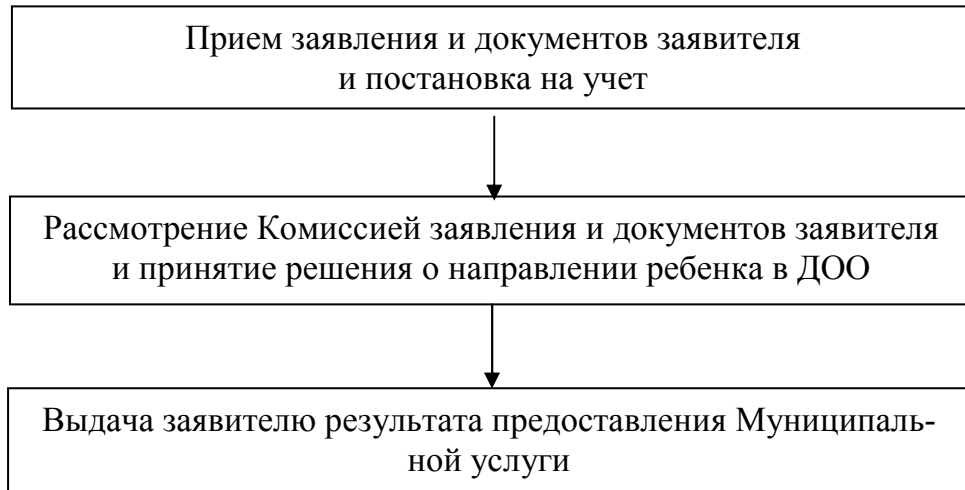 Прием заявления и документов заявителя
и постановка на учет
Рассмотрение Комиссией заявления и документов заявителя
и принятие решения о направлении ребенка в ДОО
Выдача заявителю результата предоставления Муниципаль-
ной услуги